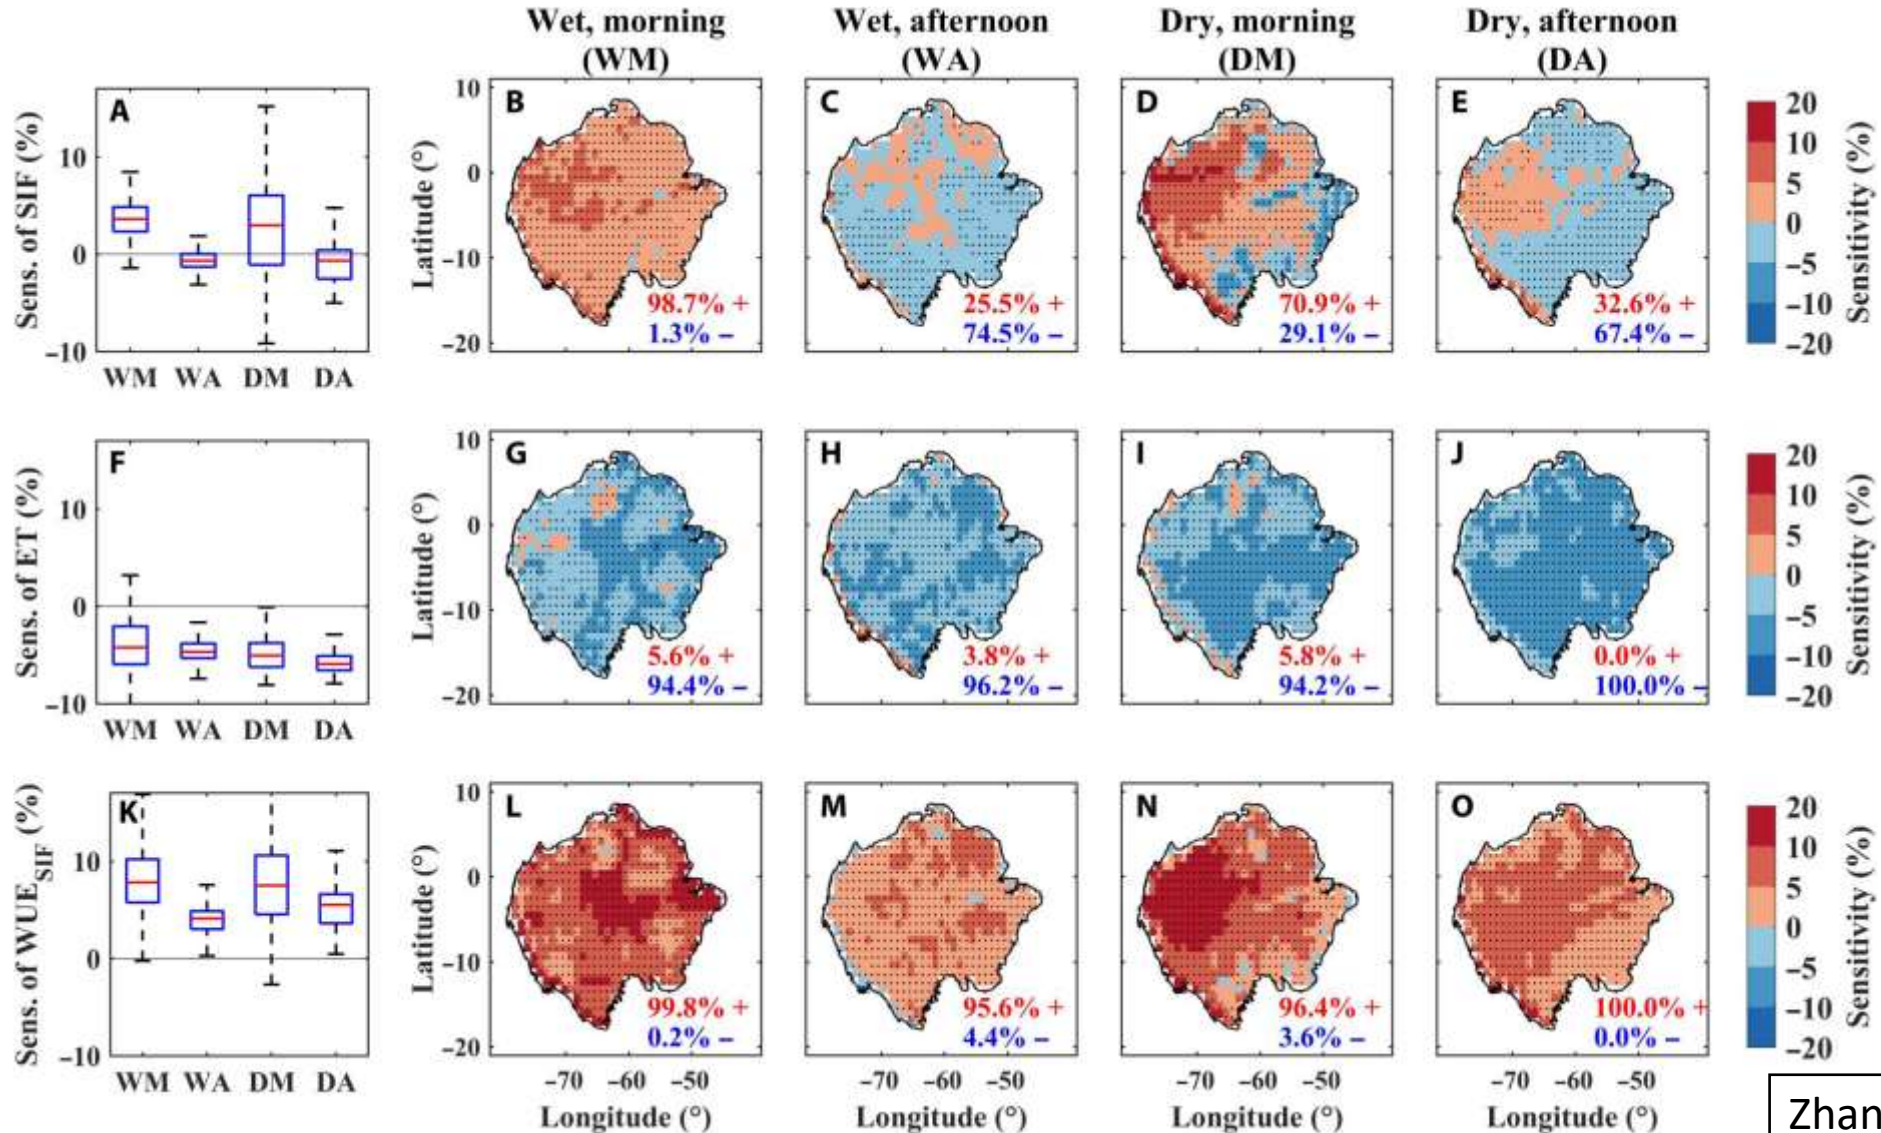 Wet, morning
(WM)
Wet, afternoon
(WA)
Dry, morning
(DM)
Dry, afternoon
(DA)
Sens. of SIF (%)
10
0
−10
A
WM WA DM DA
Latitude (°)
10
0
−10
−20
B
98.7% +
1.3% −
C
25.5% +
74.5% −
D
70.9% +
29.1% −
E
32.6% +
67.4% −
20
10
5
0
−5
−10
−20
Sensitivity (%)
Sens. of ET (%)
10
0
−10
F
WM WA DM DA
Latitude (°)
10
0
−10
−20
G
5.6% +
94.4% −
H
3.8% +
96.2% −
I
5.8% +
94.2% −
J
0.0% +
100.0% −
20
10
5
0
−5
−10
−20
Sensitivity (%)
Sens. of WUE SIF (%)
10
0
−10
K
WM WA DM DA
Latitude (°)
10
0
−10
−20
L
99.8% +
0.2% −
M
95.6% +
4.4% −
N
96.4% +
3.6% −
O
100.0% +
0.0% −
20
10
5
0
−5
−10
−20
Sensitivity (%)
−70 −60 −50
Longitude (°)
−70 −60 −50
Longitude (°)
−70 −60 −50
Longitude (°)
−70 −60 −50
Longitude (°)
Zhan